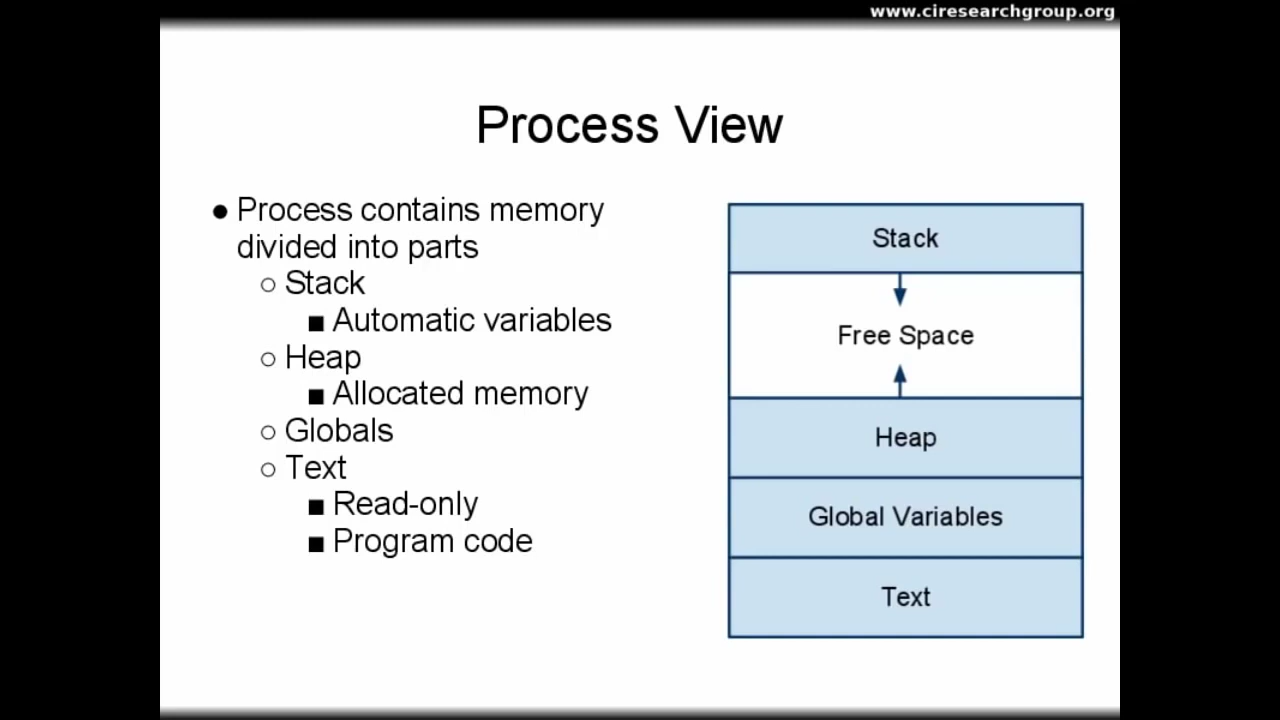 www.ciresearchgroup.org
Process View
● Process contains memory
divided into parts
○ Stack
■ Automatic variables
○ Heap
■ Allocated memory
○ Globals
○ Text
■ Read-only
■ Program code
Stack
Free Space
Heap
Global Variables
Text